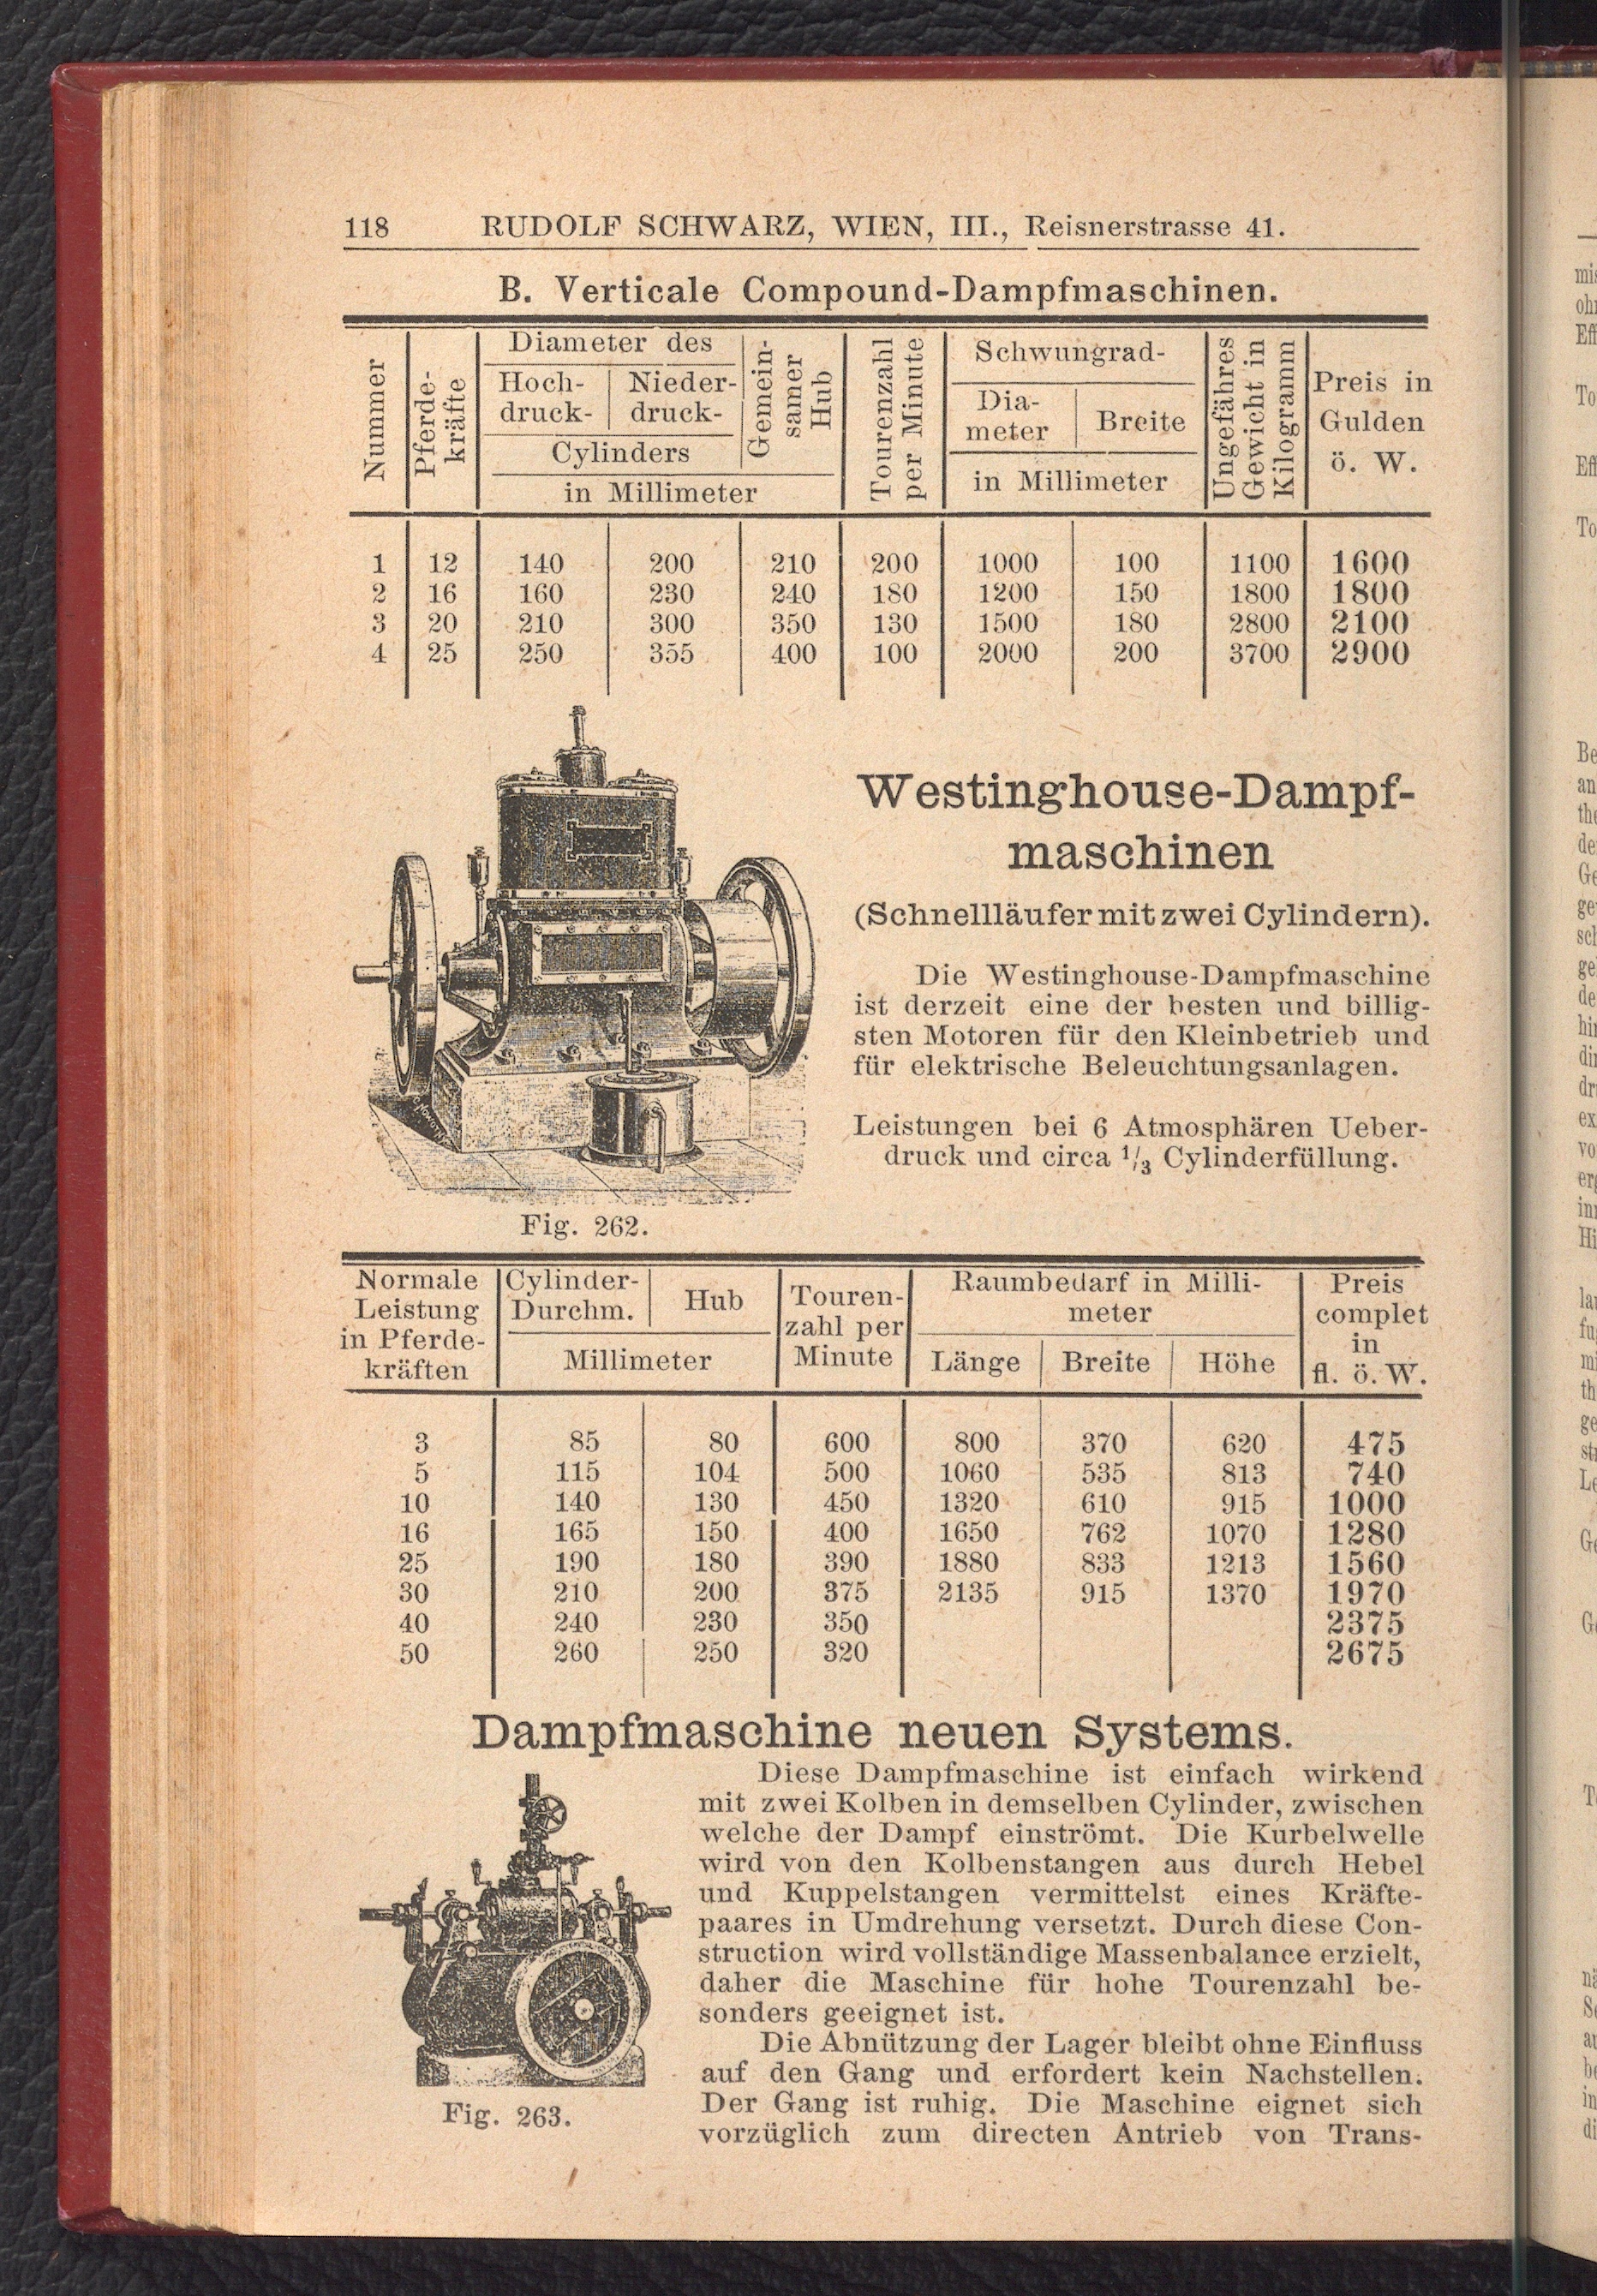 118 RUDOLF SCHWARZ, WIEN, III., Reisnerstrasse 41.
B. Verticale Compound-Dampfmaschinen.
Nummer
Pferde-
kräfte
Diameter des
Hoch-
druck-
Nieder-
druck-
Cylinders
Gemein-
samer
Hub
in Millimeter
Tourenzahl
per Minute
Schwungrad-
Dia-
meter
Breite
in Millimeter
Ungefähres
Gewicht in
Kilogramm
Preis in
Gulden
ö. W.
1 12 140 200 210 200 1000 100 1100 1600
2 16 160 230 240 180 1200 150 1800 1800
3 20 210 300 350 130 1500 180 2800 2100
4 25 250 355 400 100 2000 200 3700 2900
Westinghouse-Dampf-
maschinen
(Schnellläufer mit zwei Cylindern).
Die Westinghouse-Dampfmaschine
ist derzeit eine der besten und billig-
sten Motoren für den Kleinbetrieb und
für elektrische Beleuchtungsanlagen.
Leistungen bei 6 Atmosphären Ueber-
druck und circa 1/3 Cylinderfüllung.
Fig. 262.
Normale
Leistung
in Pferde-
kräften
Cylinder-
Durchm.
Hub
Millimeter
Touren-
zahl per
Minute
Raumbedarf in Milli-
meter
Länge Breite Höhe
Preis
complet
in
fl. ö. W.
3 85 80 600 800 370 620 475
5 115 104 500 1060 535 813 740
10 140 130 450 1320 610 915 1000
16 165 150 400 1650 762 1070 1280
25 190 180 390 1880 833 1213 1560
30 210 200 375 2135 915 1370 1970
40 240 230 350 2375
50 260 250 320 2675
Dampfmaschine neuen Systems.
Diese Dampfmaschine ist einfach wirkend
mit zwei Kolben in demselben Cylinder, zwischen
welche der Dampf einströmt. Die Kurbelwelle
wird von den Kolbenstangen aus durch Hebel
und Kuppelstangen vermittelst eines Kräfte-
paares in Umdrehung versetzt. Durch diese Con-
struction wird vollständige Massenbalance erzielt,
daher die Maschine für hohe Tourenzahl be-
sonders geeignet ist.
Die Abnützung der Lager bleibt ohne Einfluss
auf den Gang und erfordert kein Nachstellen.
Der Gang ist ruhig. Die Maschine eignet sich
vorzüglich zum directen Antrieb von Trans-
Fig. 263.